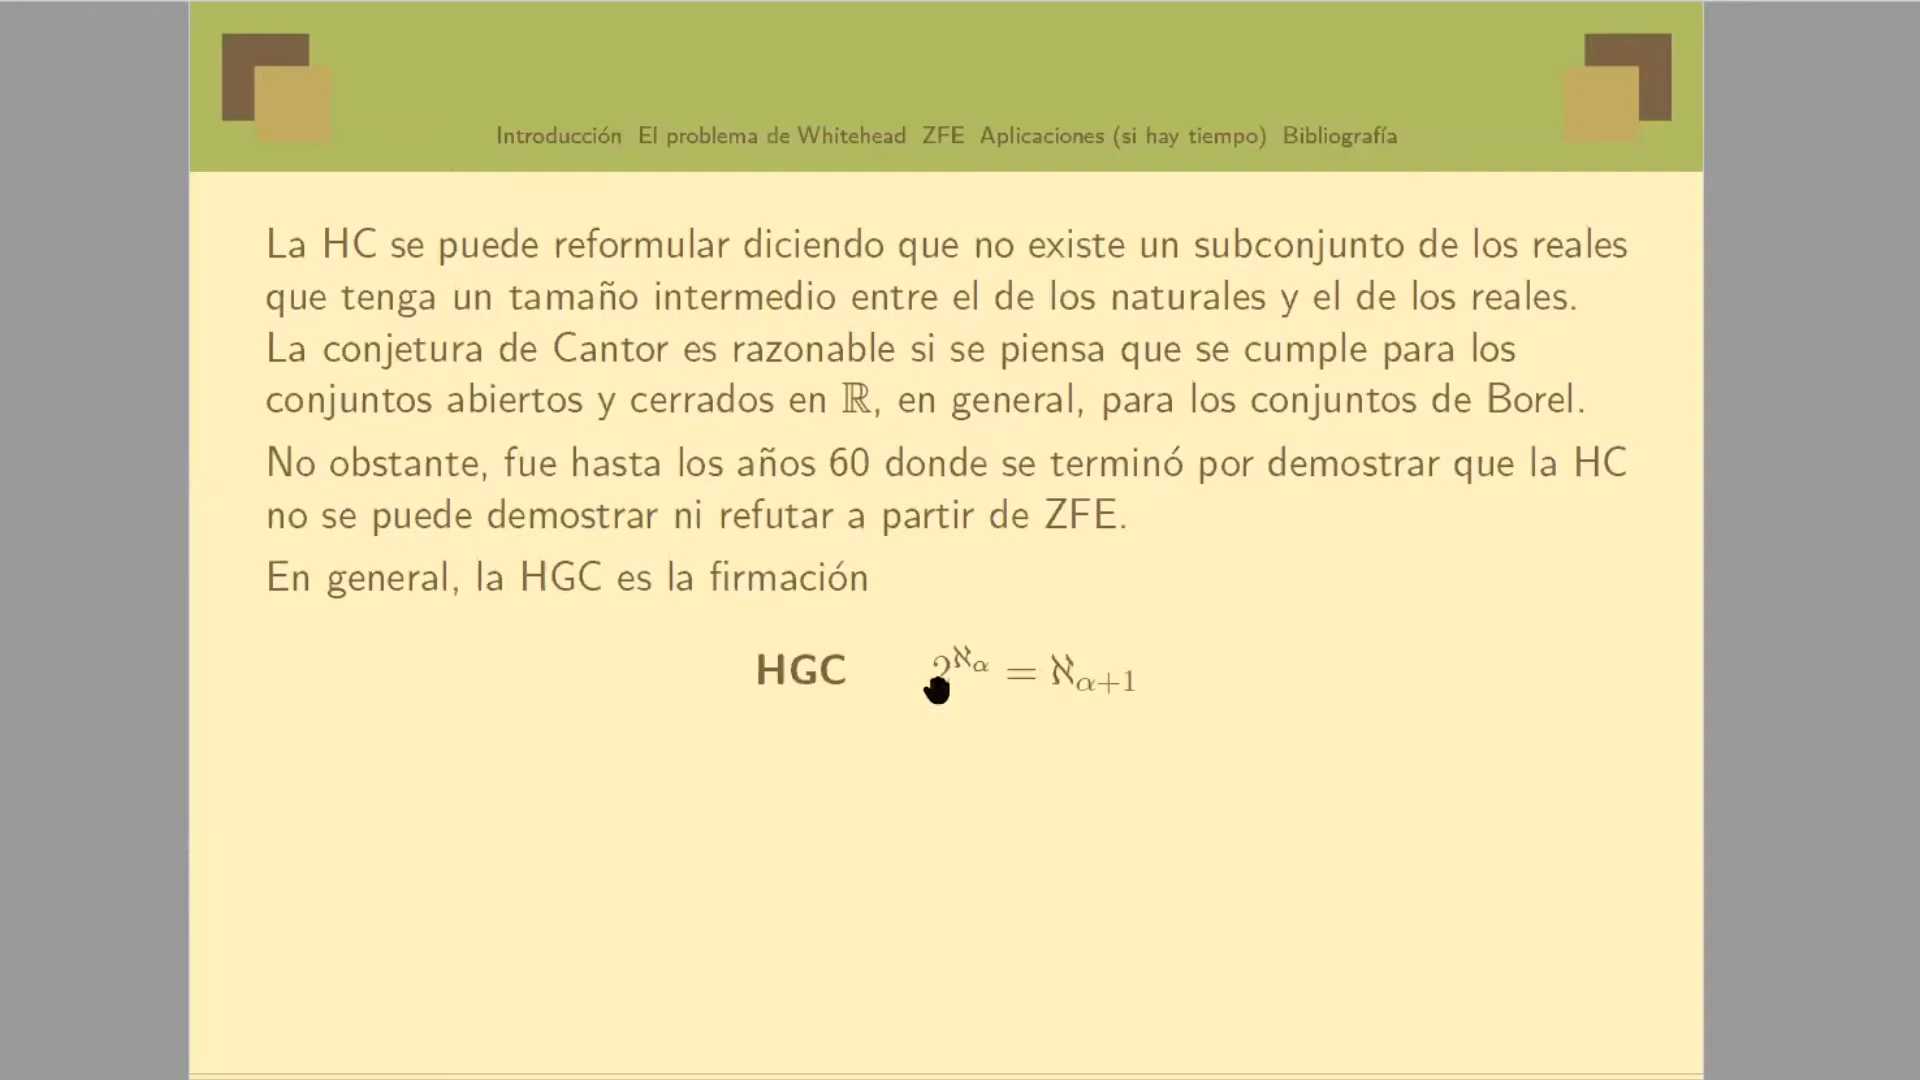 Introducción El problema de Whitehead ZFE Aplicaciones (si hay tiempo) Bibliografía
La HC se puede reformular diciendo que no existe un subconjunto de los reales
que tenga un tamaño intermedio entre el de los naturales y el de los reales.
La conjetura de Cantor es razonable si se piensa que se cumple para los
conjuntos abiertos y cerrados en ℝ, en general, para los conjuntos de Borel.
No obstante, fue hasta los años 60 donde se terminó por demostrar que la HC
no se puede demostrar ni refutar a partir de ZFE.
En general, la HGC es la firmación
HGC 2^{ℵ_α} = ℵ_{α+1}